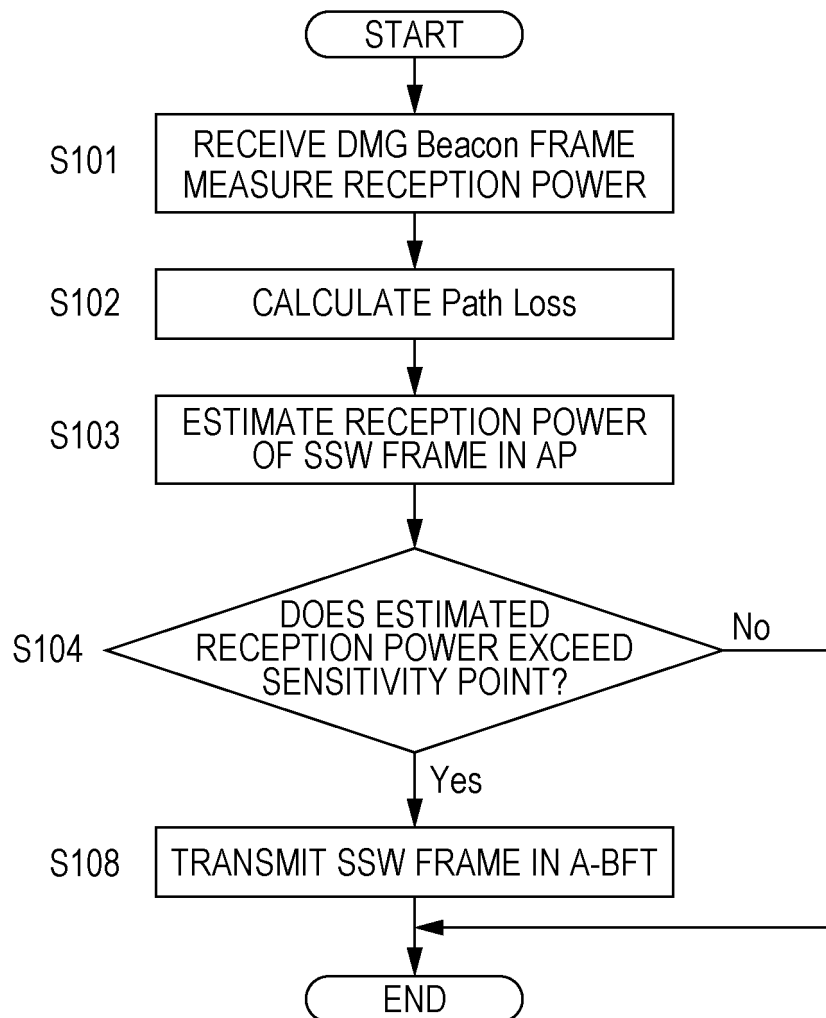 START
S101
RECEIVE DMG Beacon FRAME
MEASURE RECEPTION POWER
S102
CALCULATE Path Loss
S103
ESTIMATE RECEPTION POWER
OF SSW FRAME IN AP
S104
DOES ESTIMATED
RECEPTION POWER EXCEED
SENSITIVITY POINT?
No
Yes
S108
TRANSMIT SSW FRAME IN A-BFT
END